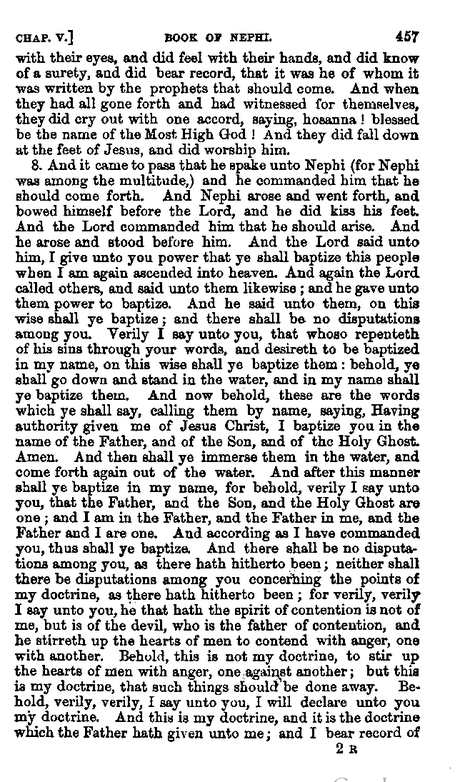 CHAP. V.] BOOK OF NEPHI. 457
with their eyes, and did feel with their hands, and did know
of a surety, and did bear record, that it was he of whom it
was written by the prophets that should come. And when
they had all gone forth and had witnessed for themselves,
they did cry out with one accord, saying, hosanna ! blessed
be the name of the Most High God ! And they did fall down
at the feet of Jesus, and did worship him.
8. And it came to pass that he spake unto Nephi (for Nephi
was among the multitude,) and he commanded him that he
should come forth. And Nephi arose and went forth, and
bowed himself before the Lord, and he did kiss his feet.
And the Lord commanded him that he should arise. And
he arose and stood before him. And the Lord said unto
him, I give unto you power that ye shall baptize this people
when I am again ascended into heaven. And again the Lord
called others, and said unto them likewise ; and he gave unto
them power to baptize. And he said unto them, on this
wise shall ye baptize ; and there shall be no disputations
among you. Verily I say unto you, that whoso repenteth
of his sins through your words, and desireth to be baptized
in my name, on this wise shall ye baptize them : behold, ye
shall go down and stand in the water, and in my name shall
ye baptize them. And now behold, these are the words
which ye shall say, calling them by name, saying, Having
authority given me of Jesus Christ, I baptize you in the
name of the Father, and of the Son, and of the Holy Ghost.
Amen. And then shall ye immerse them in the water, and
come forth again out of the water. And after this manner
shall ye baptize in my name, for behold, verily I say unto
you, that the Father, and the Son, and the Holy Ghost are
one ; and I am in the Father, and the Father in me, and the
Father and I are one. And according as I have commanded
you, thus shall ye baptize. And there shall be no disputa-
tions among you, as there hath hitherto been ; neither shall
there be disputations among you concerning the points of
my doctrine, as there hath hitherto been ; for verily, verily
I say unto you, he that hath the spirit of contention is not of
me, but is of the devil, who is the father of contention, and
he stirreth up the hearts of men to contend with anger, one
with another. Behold, this is not my doctrine, to stir up
the hearts of men with anger, one against another ; but this
is my doctrine, that such things should be done away. Be-
hold, verily, verily, I say unto you, I will declare unto you
my doctrine. And this is my doctrine, and it is the doctrine
which the Father hath given unto me ; and I bear record of
2 R